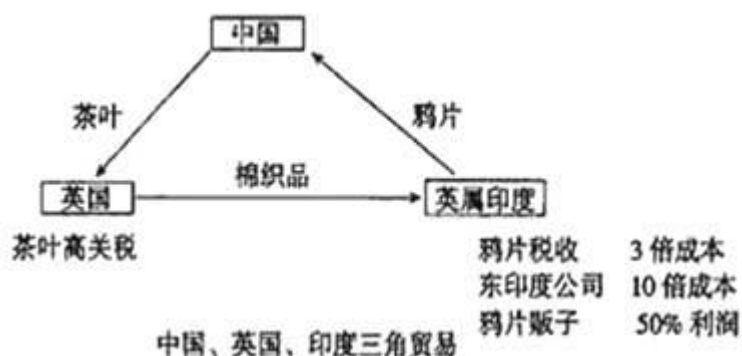 中国
茶叶
鸦片
棉织品
英国
英属印度
茶叶高关税
鸦片税收 3 倍成本
东印度公司 10 倍成本
鸦片贩子 50% 利润
中国、英国、印度三角贸易